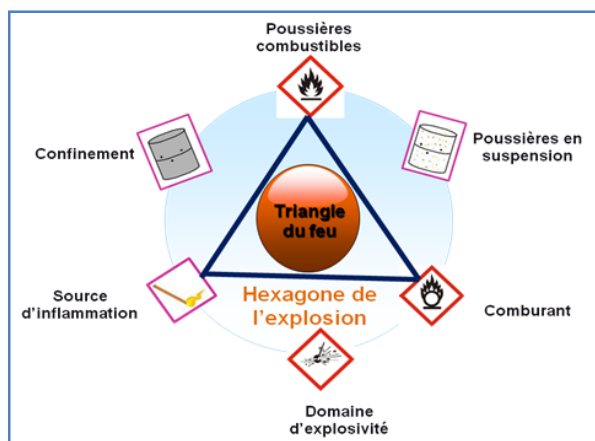 Poussières
combustibles
Confinement
Poussières en
suspension
Triangle
du feu
Source
d'inflammation
Hexagone de
l'explosion
Comburant
Domaine
d'explosivité